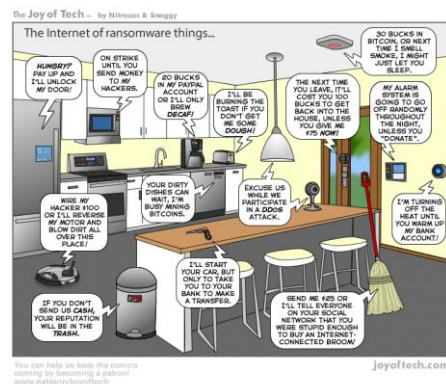 The Joy of Tech™ by Nitrozac & Snaggy
The Internet of ransomware things...
HUNGRY?
PAY UP AND
I'LL UNLOCK
MY DOOR!
ON STRIKE
UNTIL YOU
SEND MONEY
TO MY
HACKERS.
20 BUCKS
IN MY PAYPAL
ACCOUNT
OR I'LL ONLY
BREW
DECAF!
I'LL BE
BURNING THE
TOAST IF YOU
DON'T GET
ME SOME
DOUGH!
THE NEXT TIME
YOU LEAVE, IT'LL
COST YOU 100
BUCKS TO GET
BACK INTO THE
HOUSE, UNLESS
YOU GIVE ME
$75 NOW!
30 BUCKS IN
BITCOIN, OR NEXT
TIME I SMELL
SMOKE, I MIGHT
JUST LET YOU
SLEEP.
MY ALARM
SYSTEM IS
GOING TO GO
OFF RANDOMLY
THROUGHOUT
THE NIGHT,
UNLESS YOU
"DONATE".
WIRE MY
HACKER $100
OR I'LL REVERSE
MY MOTOR AND
BLOW DIRT ALL
OVER THIS
PLACE!
YOUR DIRTY
DISHES CAN
WAIT, I'M
BUSY MINING
BITCOINS.
EXCUSE US
WHILE WE
PARTICIPATE
IN A DDOS
ATTACK.
I'M TURNING
OFF THE
HEAT UNTIL
YOU WARM UP
MY BANK
ACCOUNT!
IF YOU DON'T
SEND US CASH,
YOUR REPUTATION
WILL BE IN THE
TRASH.
I'LL START
YOUR CAR, BUT
ONLY TO TAKE
YOU TO YOUR
BANK TO MAKE
A TRANSFER.
SEND ME $25 OR
I'LL TELL EVERYONE
ON YOUR SOCIAL
NETWORK THAT YOU
WERE STUPID ENOUGH
TO BUY AN INTERNET-
CONNECTED BROOM!
You can help us keep the comics
coming by becoming a patron!
www.patreon/joyoftech
joyoftech.com